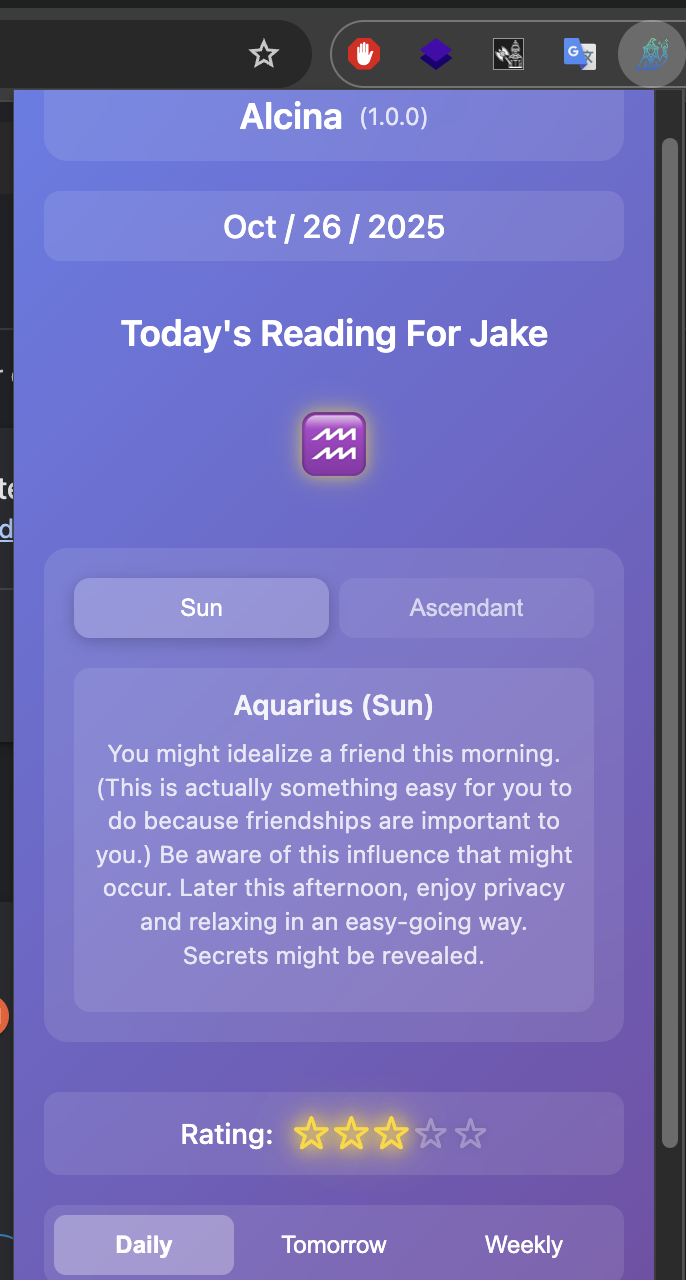 Alcina (1.0.0)
Oct / 26 / 2025
Today's Reading For Jake
Sun
Ascendant
Aquarius (Sun)
You might idealize a friend this morning.
(This is actually something easy for you to
do because friendships are important to
you.) Be aware of this influence that might
occur. Later this afternoon, enjoy privacy
and relaxing in an easy-going way.
Secrets might be revealed.
Rating:
Daily
Tomorrow
Weekly